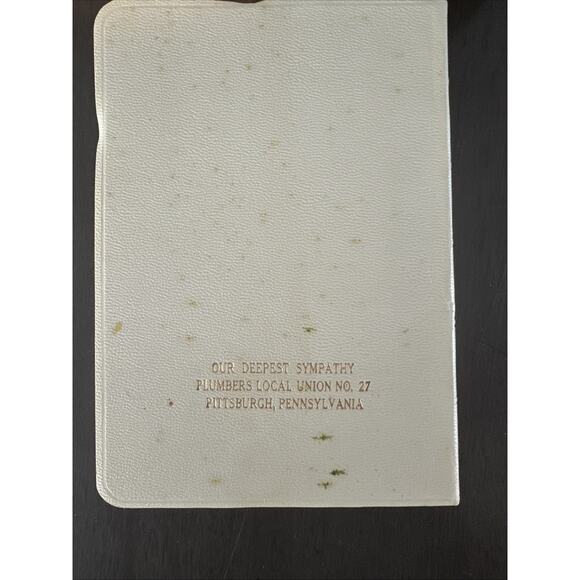 OUR DEEPEST SYMPATHY
PLUMBERS LOCAL UNION NO. 27
PITTSBURGH, PENNSYLVANIA